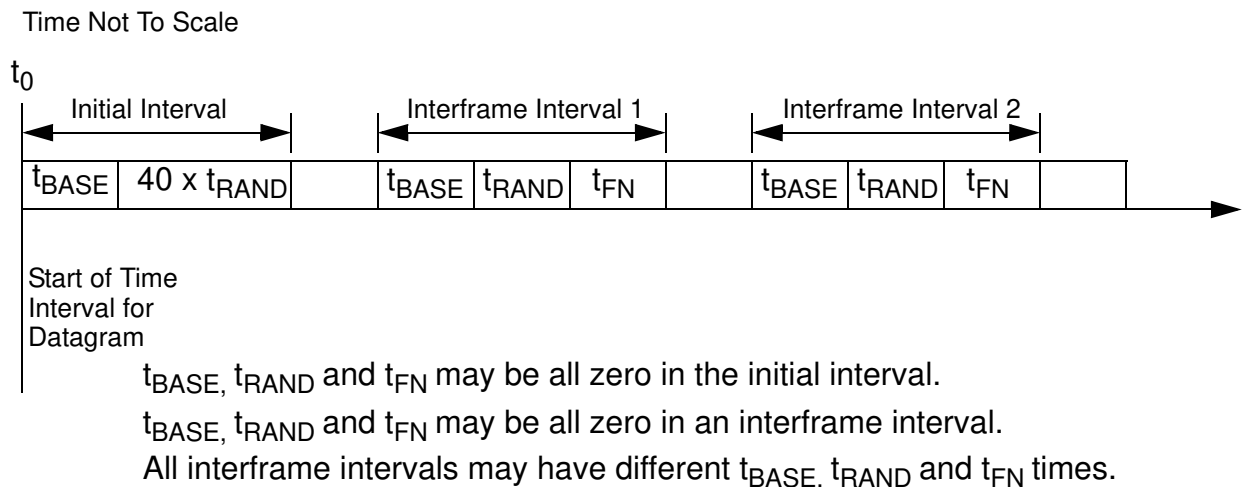 Time Not To Scale
t0
Initial Interval Interframe Interval 1 Interframe Interval 2
tBASE 40 x tRAND tBASE tRAND tFN tBASE tRAND tFN
Start of Time
Interval for
Datagram
tBASE, tRAND and tFN may be all zero in the initial interval.
tBASE, tRAND and tFN may be all zero in an interframe interval.
All interframe intervals may have different tBASE, tRAND and tFN times.